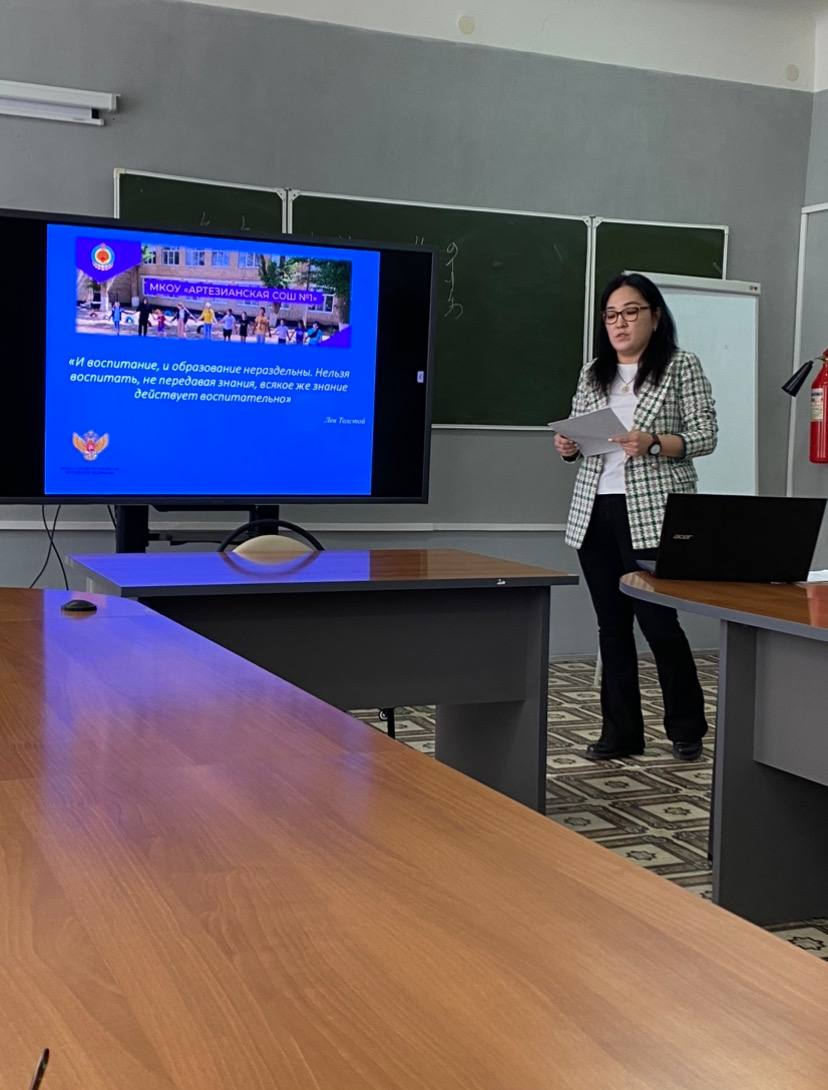 МКОУ «АРТЕЗИАНСКАЯ СОШ №1»
«И воспитание, и образование нераздельны. Нельзя
воспитать, не передавая знания, всякое же знание
действует воспитательно»
Лев Толстой
acer